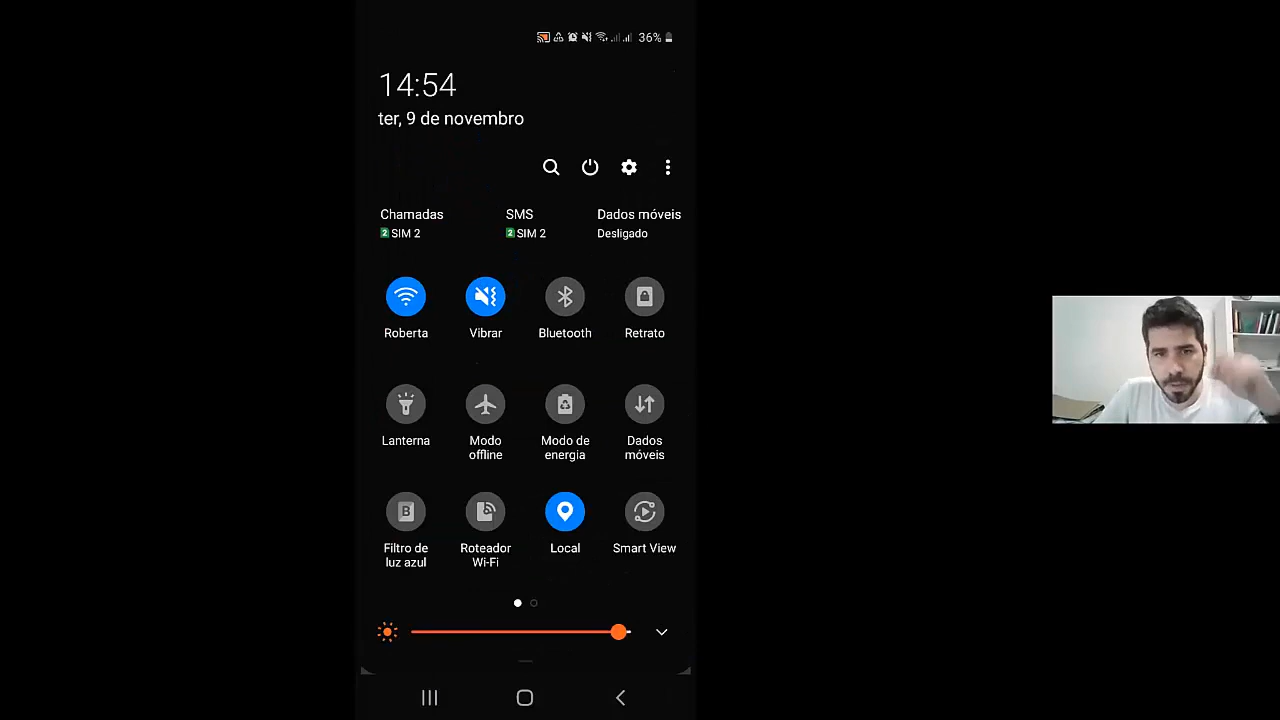 36%
14:54
ter, 9 de novembro
Chamadas SMS Dados móveis
2 SIM 2 2 SIM 2 Desligado
Roberta Vibrar Bluetooth Retrato
Lanterna Modo offline Modo de energia Dados móveis
B
Filtro de luz azul Roteador Wi-Fi Local Smart View